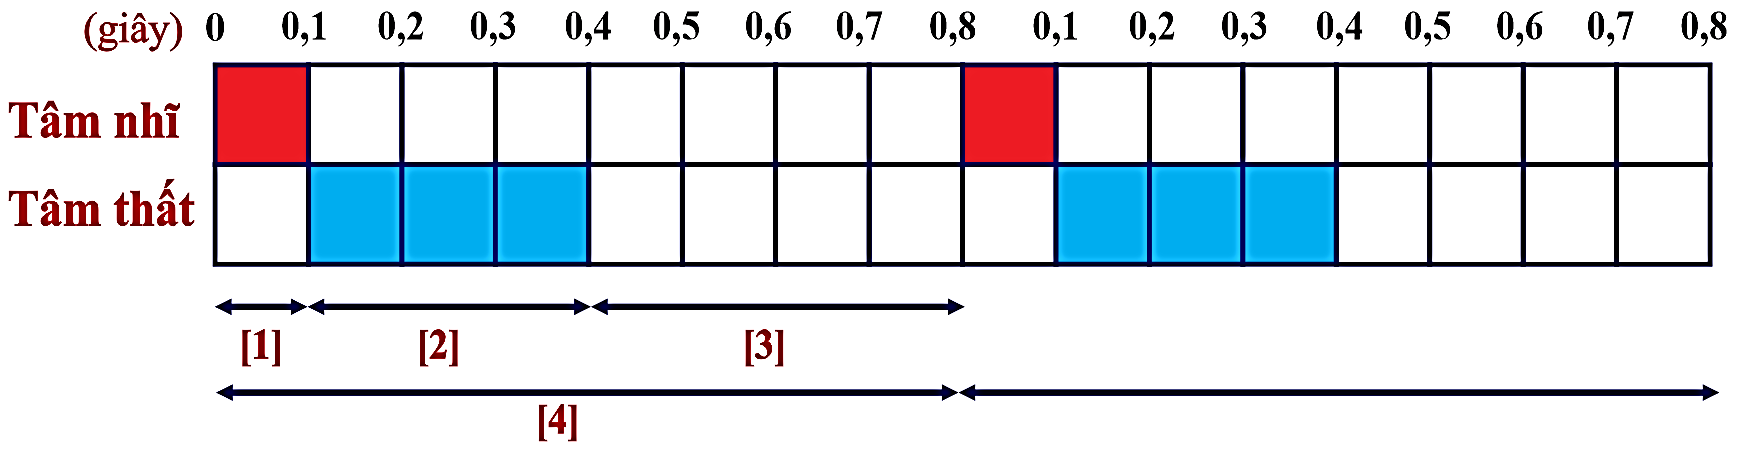 (giây) 0 0,1 0,2 0,3 0,4 0,5 0,6 0,7 0,8 0,1 0,2 0,3 0,4 0,5 0,6 0,7 0,8
Tâm nhĩ
Tâm thất
[1] [2] [3]
[4]